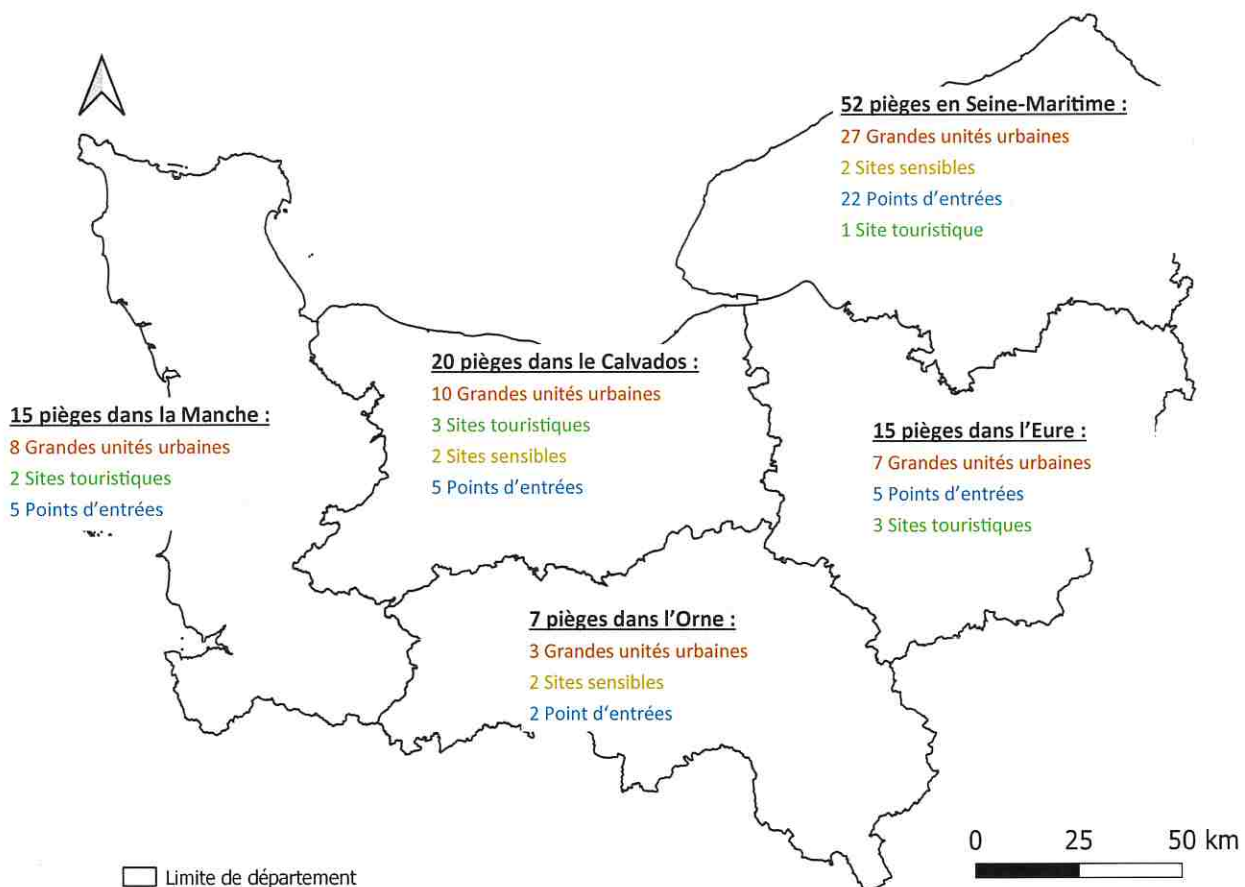 52 pièges en Seine-Maritime :
27 Grandes unités urbaines
2 Sites sensibles
22 Points d'entrées
1 Site touristique
20 pièges dans le Calvados :
10 Grandes unités urbaines
3 Sites touristiques
2 Sites sensibles
5 Points d'entrées
15 pièges dans la Manche :
8 Grandes unités urbaines
2 Sites touristiques
5 Points d'entrées
15 pièges dans l'Eure :
7 Grandes unités urbaines
5 Points d'entrées
3 Sites touristiques
7 pièges dans l'Orne :
3 Grandes unités urbaines
2 Sites sensibles
2 Point d'entrées
0 25 50 km
Limite de département